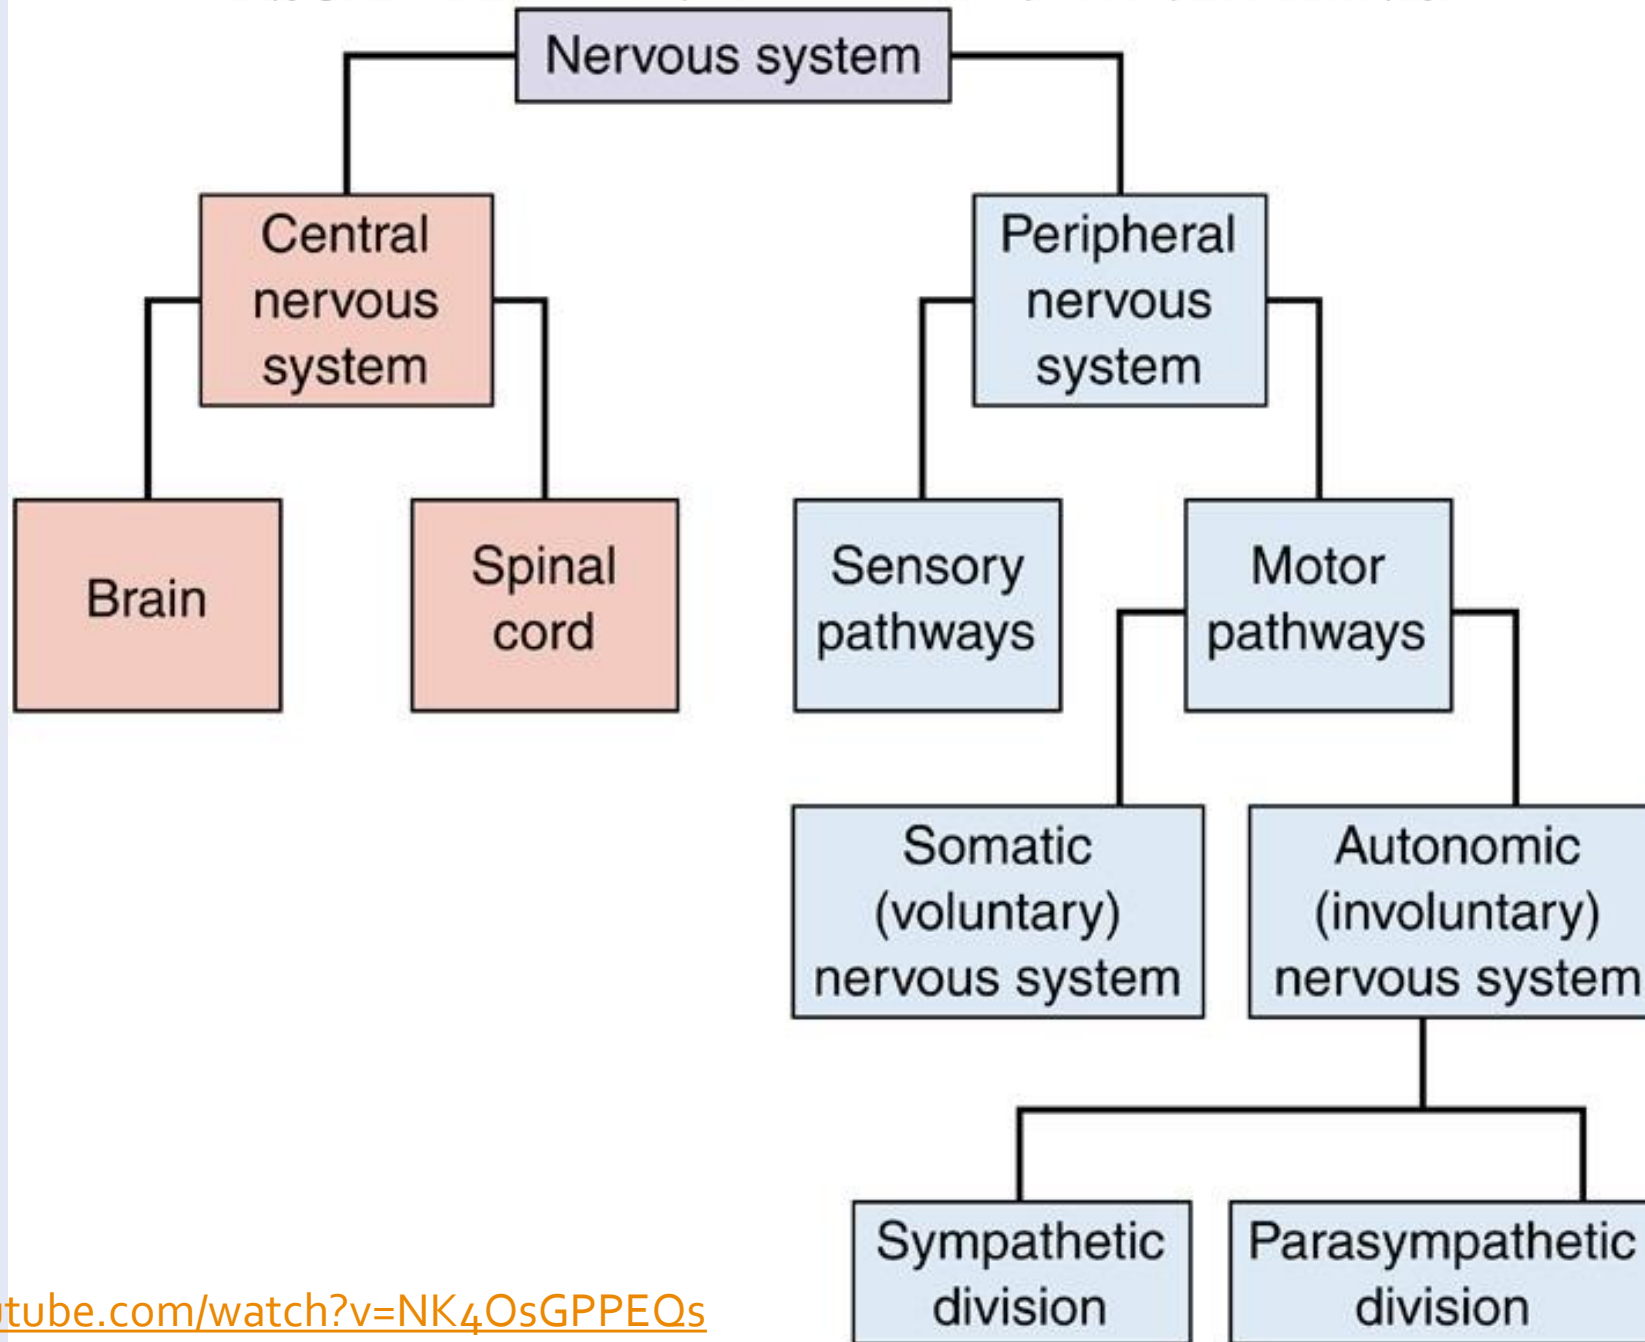 Nervous system
Central
nervous
system
Peripheral
nervous
system
Brain
Spinal
cord
Sensory
pathways
Motor
pathways
Somatic
(voluntary)
nervous system
Autonomic
(involuntary)
nervous system
Sympathetic
division
Parasympathetic
division
utube.com/watch?v=NK4OsGPPEQs